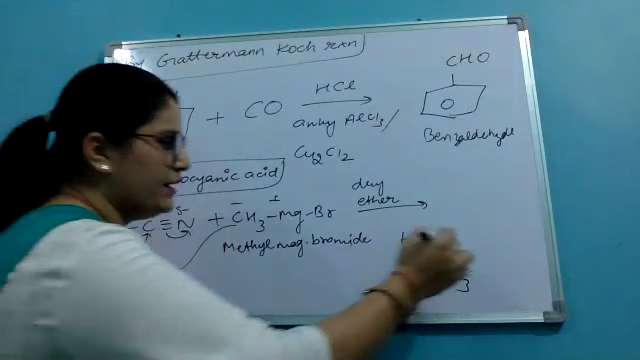 Gattermann Koch rxn
CHO
HCl
+ CO
anhy AlCl3/
Cu2Cl2
Benzaldehyde
ocyanic acid
dry
ether
δ-
- +
-C≡N + CH3-Mg-Br
Methyl mag. bromide
3